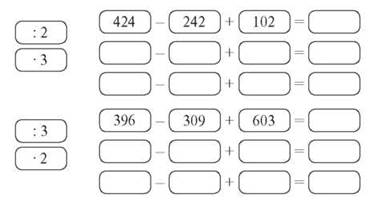 : 2
· 3
424 – 242 + 102 =
– + =
– + =
: 3
· 2
396 – 309 + 603 =
– + =
– + =